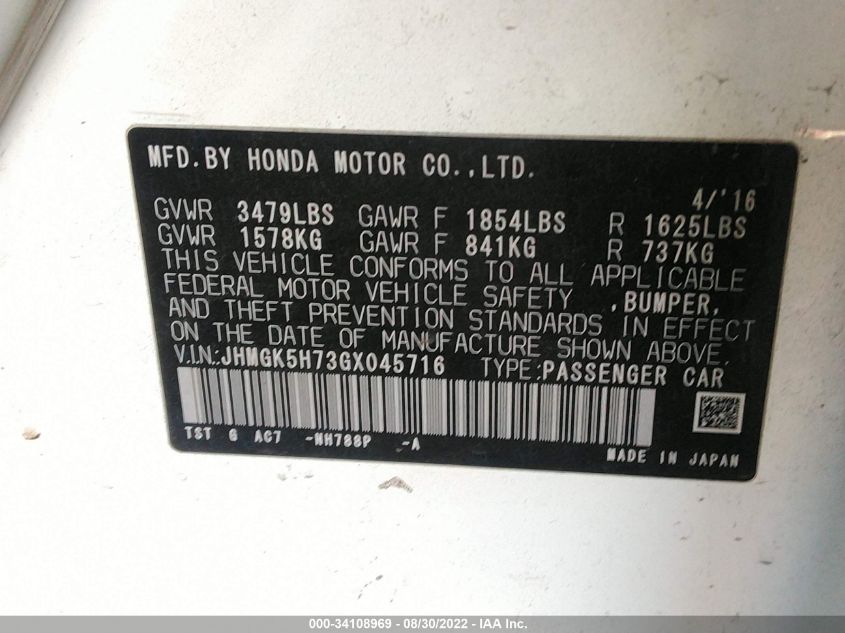 MFD.BY HONDA MOTOR CO.,LTD.
4/'16
GVWR 3479LBS GAWR F 1854LBS R 1625LBS
GVWR 1578KG GAWR F 841KG R 737KG
THIS VEHICLE CONFORMS TO ALL APPLICABLE
FEDERAL MOTOR VEHICLE SAFETY ,BUMPER,
AND THEFT PREVENTION STANDARDS IN EFFECT
ON THE DATE OF MANUFACTURE SHOWN ABOVE.
V.IN:JHMGK5H73GX045716 TYPE:PASSENGER CAR
TST G AC7 -NH788P -A
MADE IN JAPAN
000-34108969 - 08/30/2022 - IAA Inc.